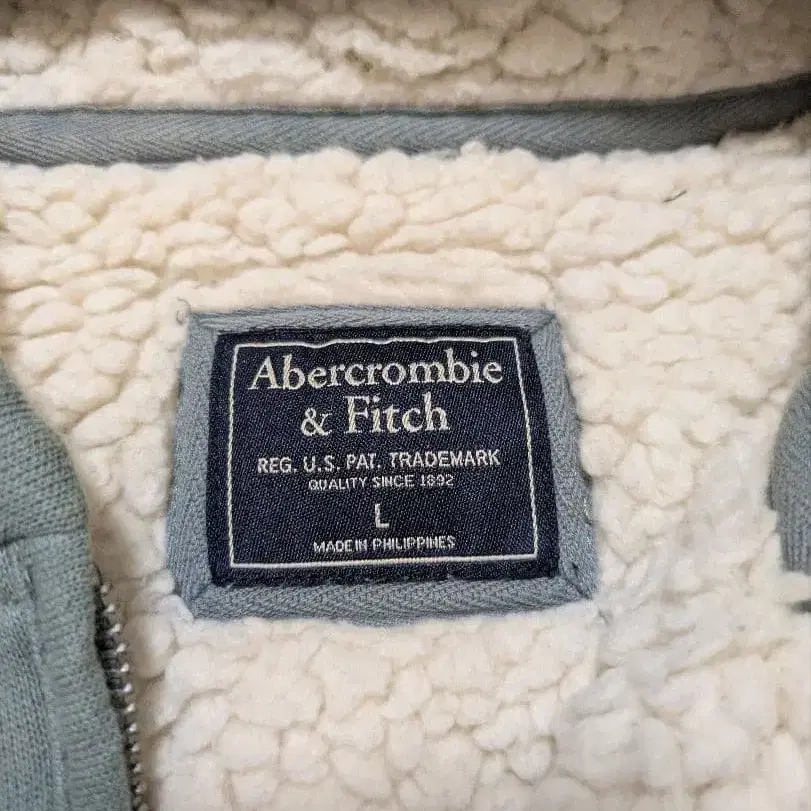 Abercrombie
& Fitch
REG. U.S. PAT. TRADEMARK
QUALITY SINCE 1892
L
MADE IN PHILIPPINES